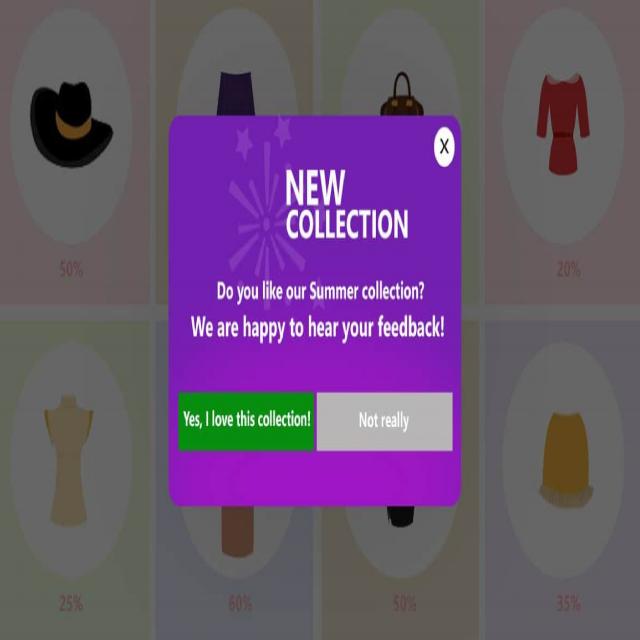 X
NEW
COLLECTION
Do you like our Summer collection?
We are happy to hear your feedback!
Yes, I love this collection!
Not really
50%
20%
25%
60%
50%
35%